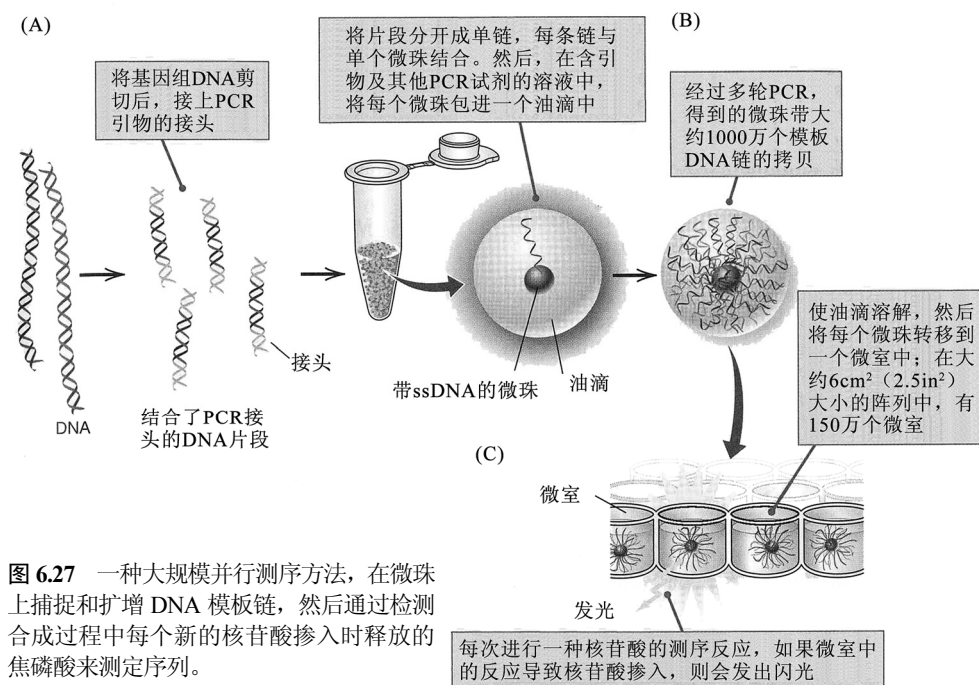 (A)
将基因组DNA剪
切后，接上PCR
引物的接头
DNA
结合了PCR接
头的DNA片段
接头
将片段分开成单链，每条链与
单个微珠结合。然后，在含引
物及其他PCR试剂的溶液中，
将每个微珠包进一个油滴中
带ssDNA的微珠
油滴
(B)
经过多轮PCR，
得到的微珠带大
约1000万个模板
DNA链的拷贝
使油滴溶解，然后
将每个微珠转移到
一个微室中；在大
约6cm²（2.5in²）
大小的阵列中，有
150万个微室
(C)
微室
发光
每次进行一种核苷酸的测序反应，如果微室中
的反应导致核苷酸掺入，则会发出闪光
图 6.27 一种大规模并行测序方法，在微珠
上捕捉和扩增 DNA 模板链，然后通过检测
合成过程中每个新的核苷酸掺入时释放的
焦磷酸来测定序列。